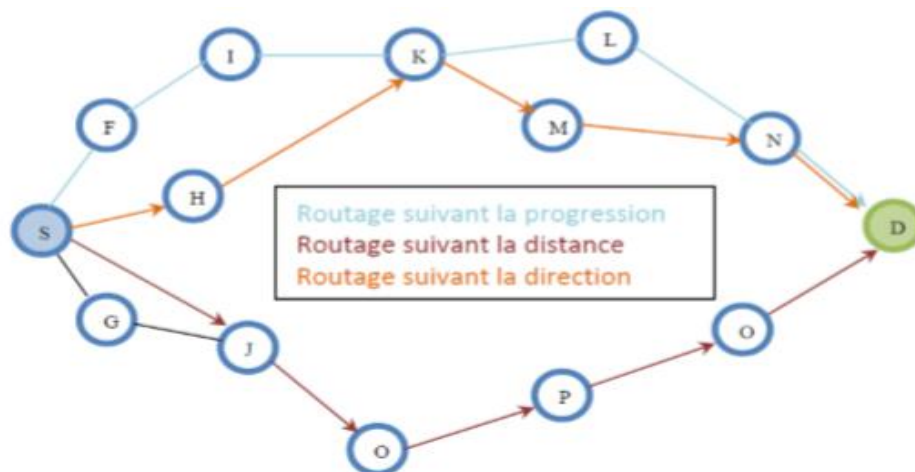 L
I
K
F
M
N
H
Routage suivant la progression
S
D
Routage suivant la distance
Routage suivant la direction
G
O
J
P
O